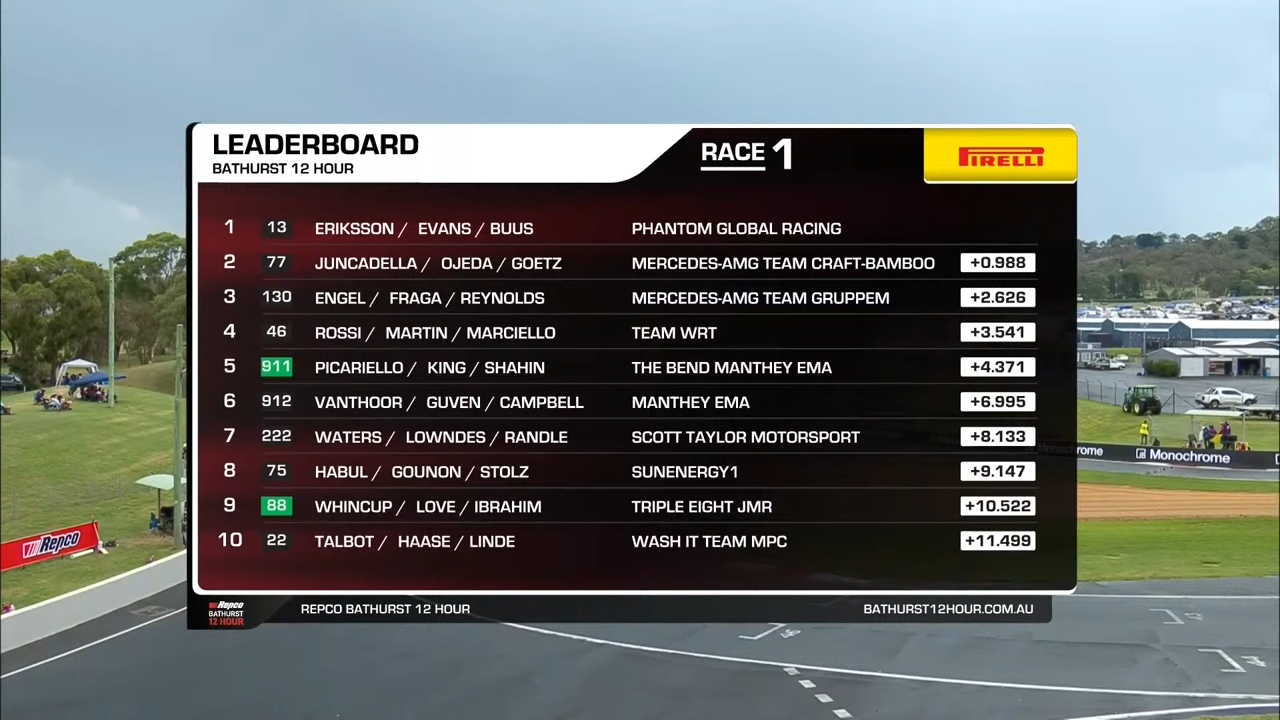 LEADERBOARD
BATHURST 12 HOUR
RACE 1
PIRELLI
1 13 ERIKSSON / EVANS / BUUS PHANTOM GLOBAL RACING
2 77 JUNCADELLA / OJEDA / GOETZ MERCEDES-AMG TEAM CRAFT-BAMBOO +0.988
3 130 ENGEL / FRAGA / REYNOLDS MERCEDES-AMG TEAM GRUPPEM +2.626
4 46 ROSSI / MARTIN / MARCIELLO TEAM WRT +3.541
5 911 PICARIELLO / KING / SHAHIN THE BEND MANTHEY EMA +4.371
6 912 VANTHOOR / GUVEN / CAMPBELL MANTHEY EMA +6.995
7 222 WATERS / LOWNDES / RANDLE SCOTT TAYLOR MOTORSPORT +8.133
8 75 HABUL / GOUNON / STOLZ SUNENERGY1 +9.147
9 88 WHINCUP / LOVE / IBRAHIM TRIPLE EIGHT JMR +10.522
10 22 TALBOT / HAASE / LINDE WASH IT TEAM MPC +11.499
Repco
BATHURST
12 HOUR
REPCO BATHURST 12 HOUR
BATHURST12HOUR.COM.AU
Repco
Monochrome